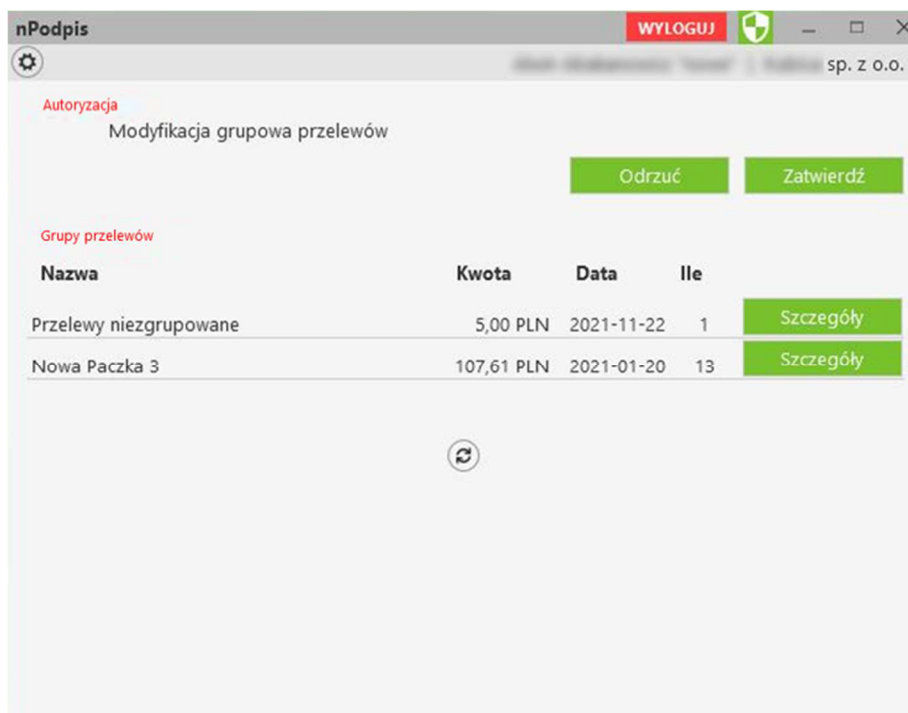 nPodpis WYLOGUJ
sp. z o.o.
Autoryzacja
Modyfikacja grupowa przelewów
Odrzuć Zatwierdź
Grupy przelewów
Nazwa Kwota Data Ile
Przelewy niezgrupowane 5,00 PLN 2021-11-22 1 Szczegóły
Nowa Paczka 3 107,61 PLN 2021-01-20 13 Szczegóły